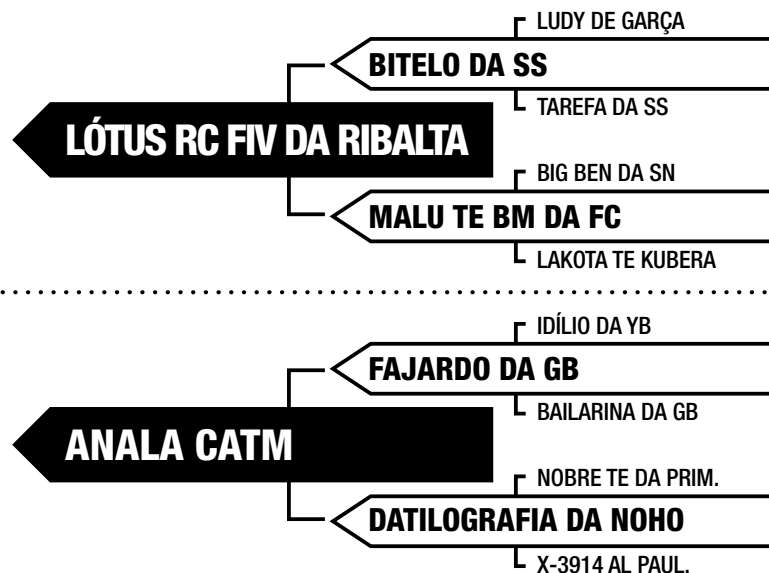 LUDY DE GARÇA
BITELO DA SS
TAREFA DA SS
LÓTUS RC FIV DA RIBALTA
BIG BEN DA SN
MALU TE BM DA FC
LAKOTA TE KUBERA
IDÍLIO DA YB
FAJARDO DA GB
BAILARINA DA GB
ANALA CATM
NOBRE TE DA PRIM.
DATILOGRAFIA DA NOHO
X-3914 AL PAUL.